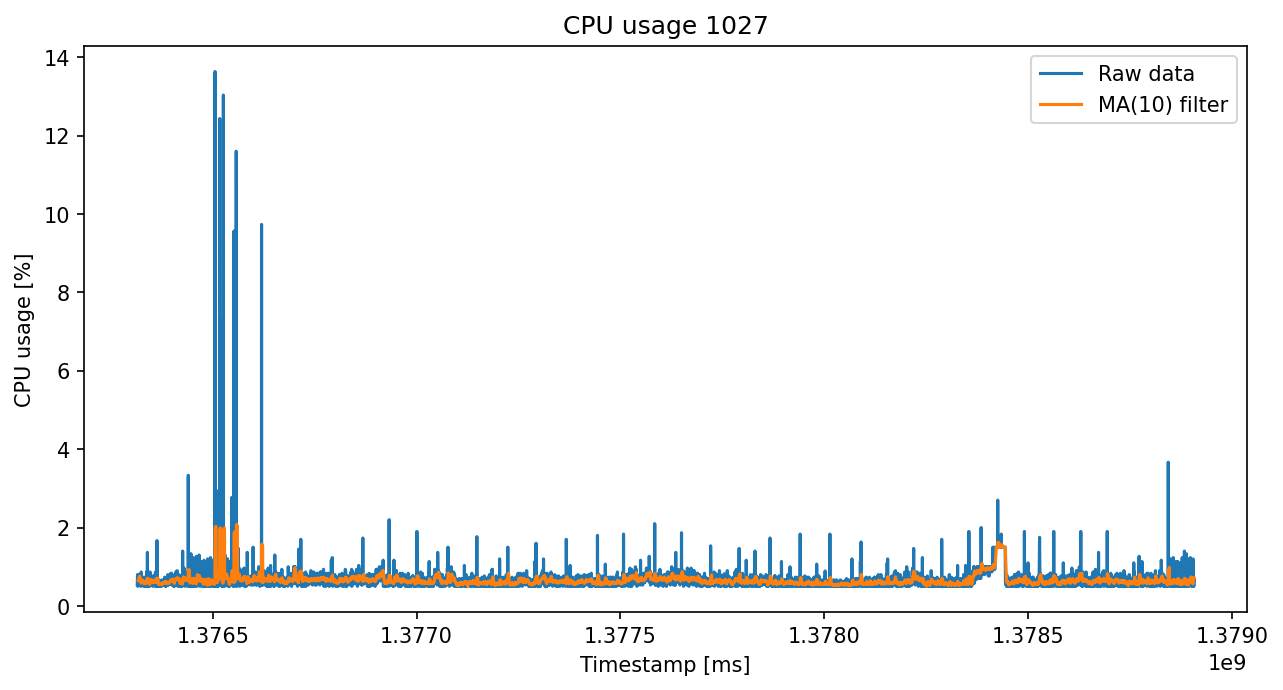 CPU usage 1027
Raw data
MA(10) filter
14
12
10
8
6
4
2
0
CPU usage [%]
1.3765 1.3770 1.3775 1.3780 1.3785 1.3790
1e9
Timestamp [ms]